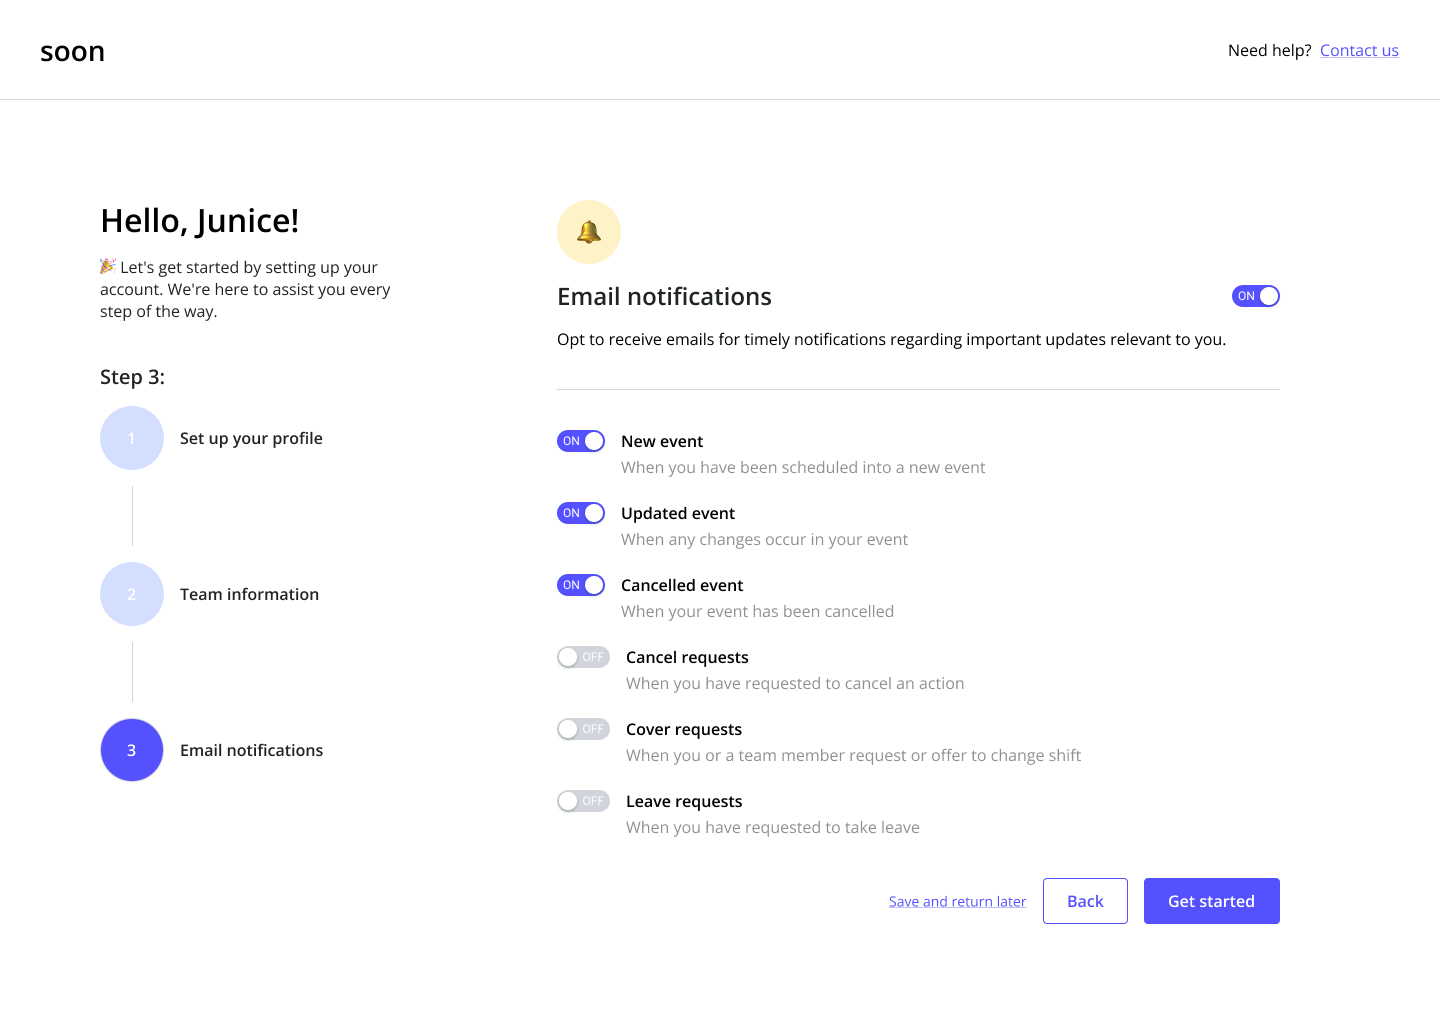 soon
Need help? Contact us
Hello, Junice!
🎉 Let's get started by setting up your
account. We're here to assist you every
step of the way.
Step 3:
1
Set up your profile
2
Team information
3
Email notifications
Email notifications
ON
Opt to receive emails for timely notifications regarding important updates relevant to you.
ON
New event
When you have been scheduled into a new event
ON
Updated event
When any changes occur in your event
ON
Cancelled event
When your event has been cancelled
OFF
Cancel requests
When you have requested to cancel an action
OFF
Cover requests
When you or a team member request or offer to change shift
OFF
Leave requests
When you have requested to take leave
Save and return later
Back
Get started